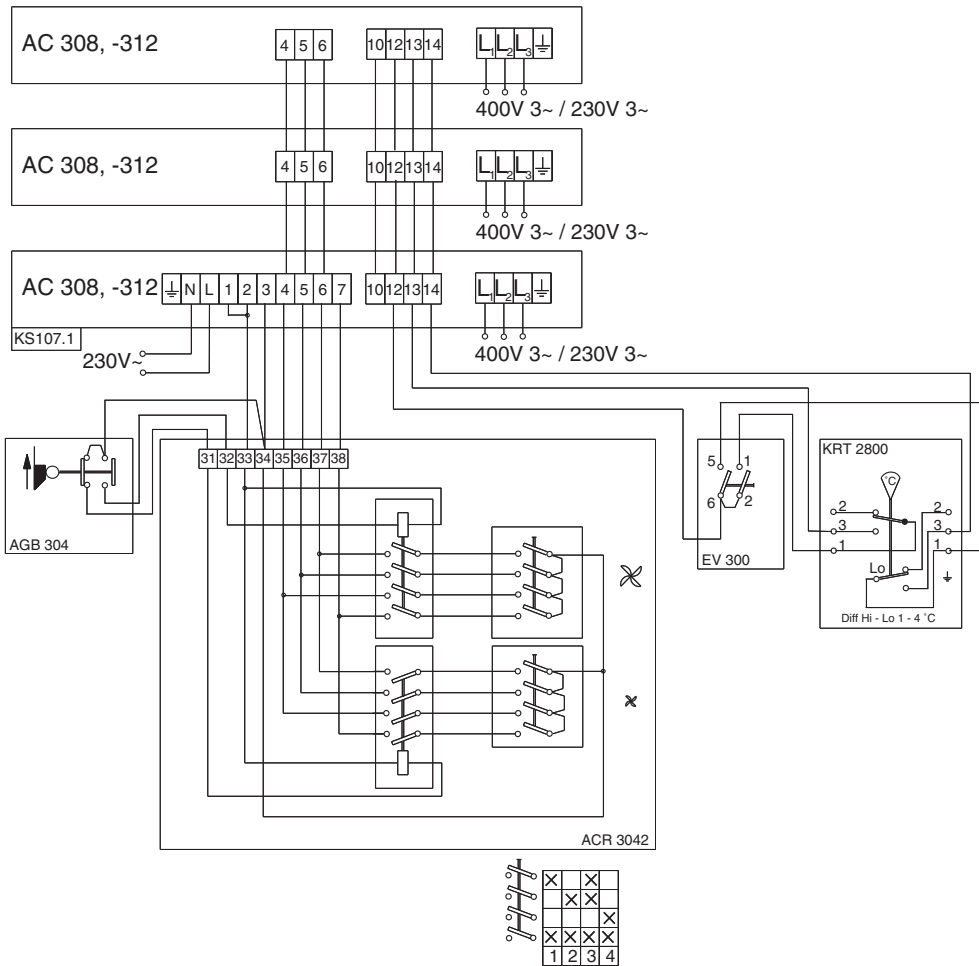 AC 308, -312
4 5 6
10 12 13 14
L1 L2 L3
400V 3~ / 230V 3~
AC 308, -312
4 5 6
10 12 13 14
L1 L2 L3
400V 3~ / 230V 3~
AC 308, -312
N L 1 2 3 4 5 6 7
10 12 13 14
L1 L2 L3
KS107.1
400V 3~ / 230V 3~
230V~
31 32 33 34 35 36 37 38
AGB 304
5 1
6 2
EV 300
KRT 2800
°C
2 2
3 3
1 1
Lo
Diff Hi - Lo 1 - 4 °C
ACR 3042
X X
X X
X
X X X X
1 2 3 4